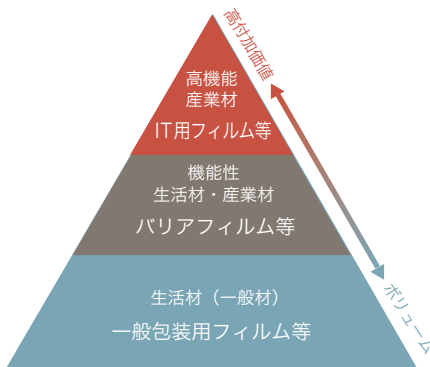 高付加価値
高機能
産業材
IT用フィルム等
機能性
生活材・産業材
バリアフィルム等
ボリューム
生活材（一般材）
一般包装用フィルム等